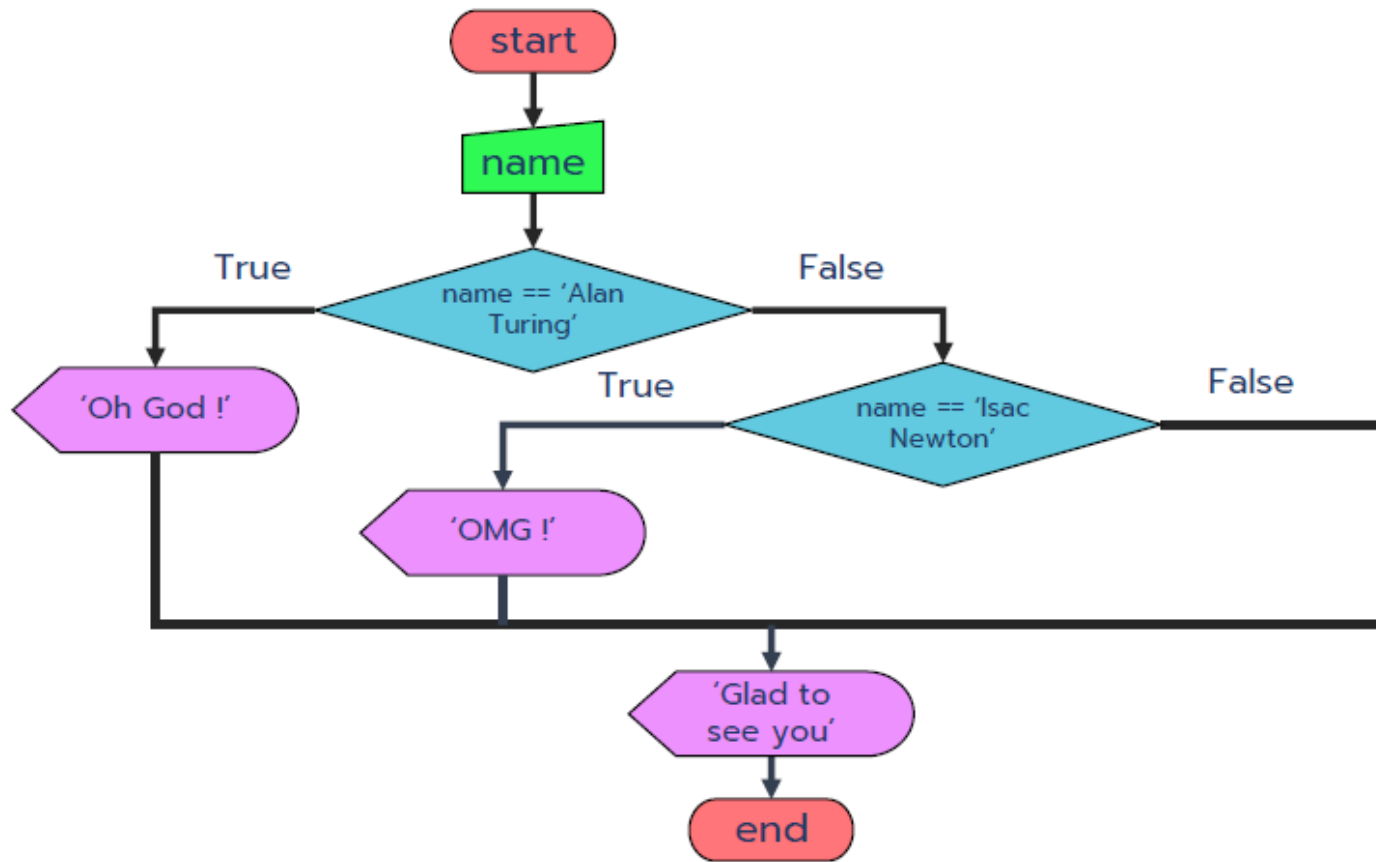 start
name
True
False
name == ‘Alan
Turing’
True
False
‘Oh God !’
name == ‘Isac
Newton’
‘OMG !’
‘Glad to
see you’
end